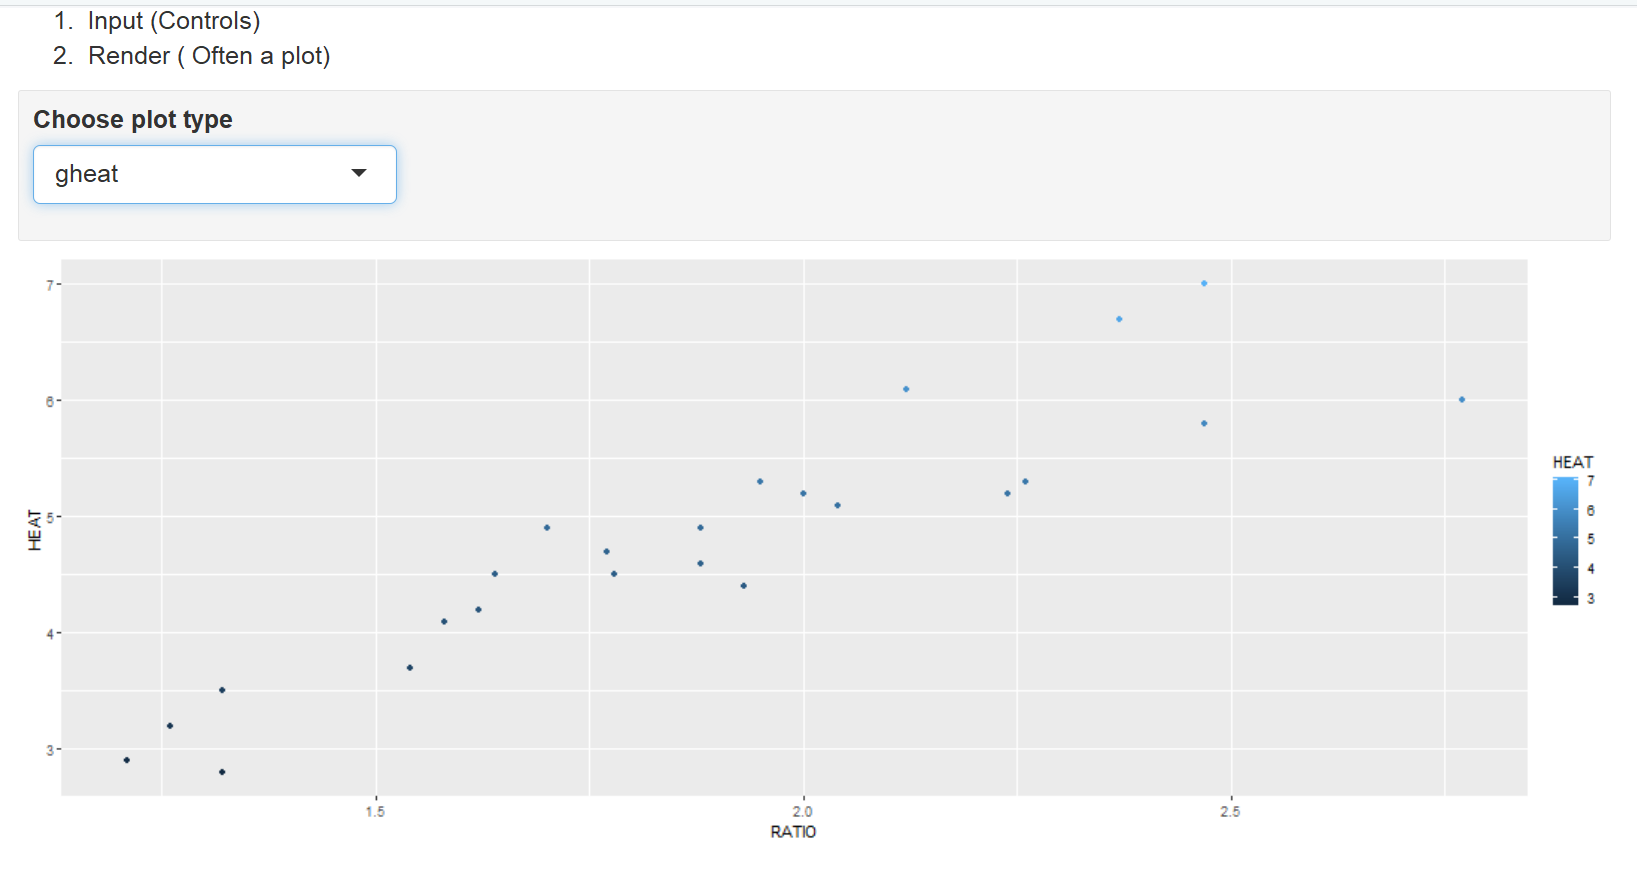 1. Input (Controls)
2. Render ( Often a plot)
Choose plot type
gheat
7
6
5
4
3
HEAT
1.5 2.0 2.5
RATIO
HEAT
7
6
5
4
3